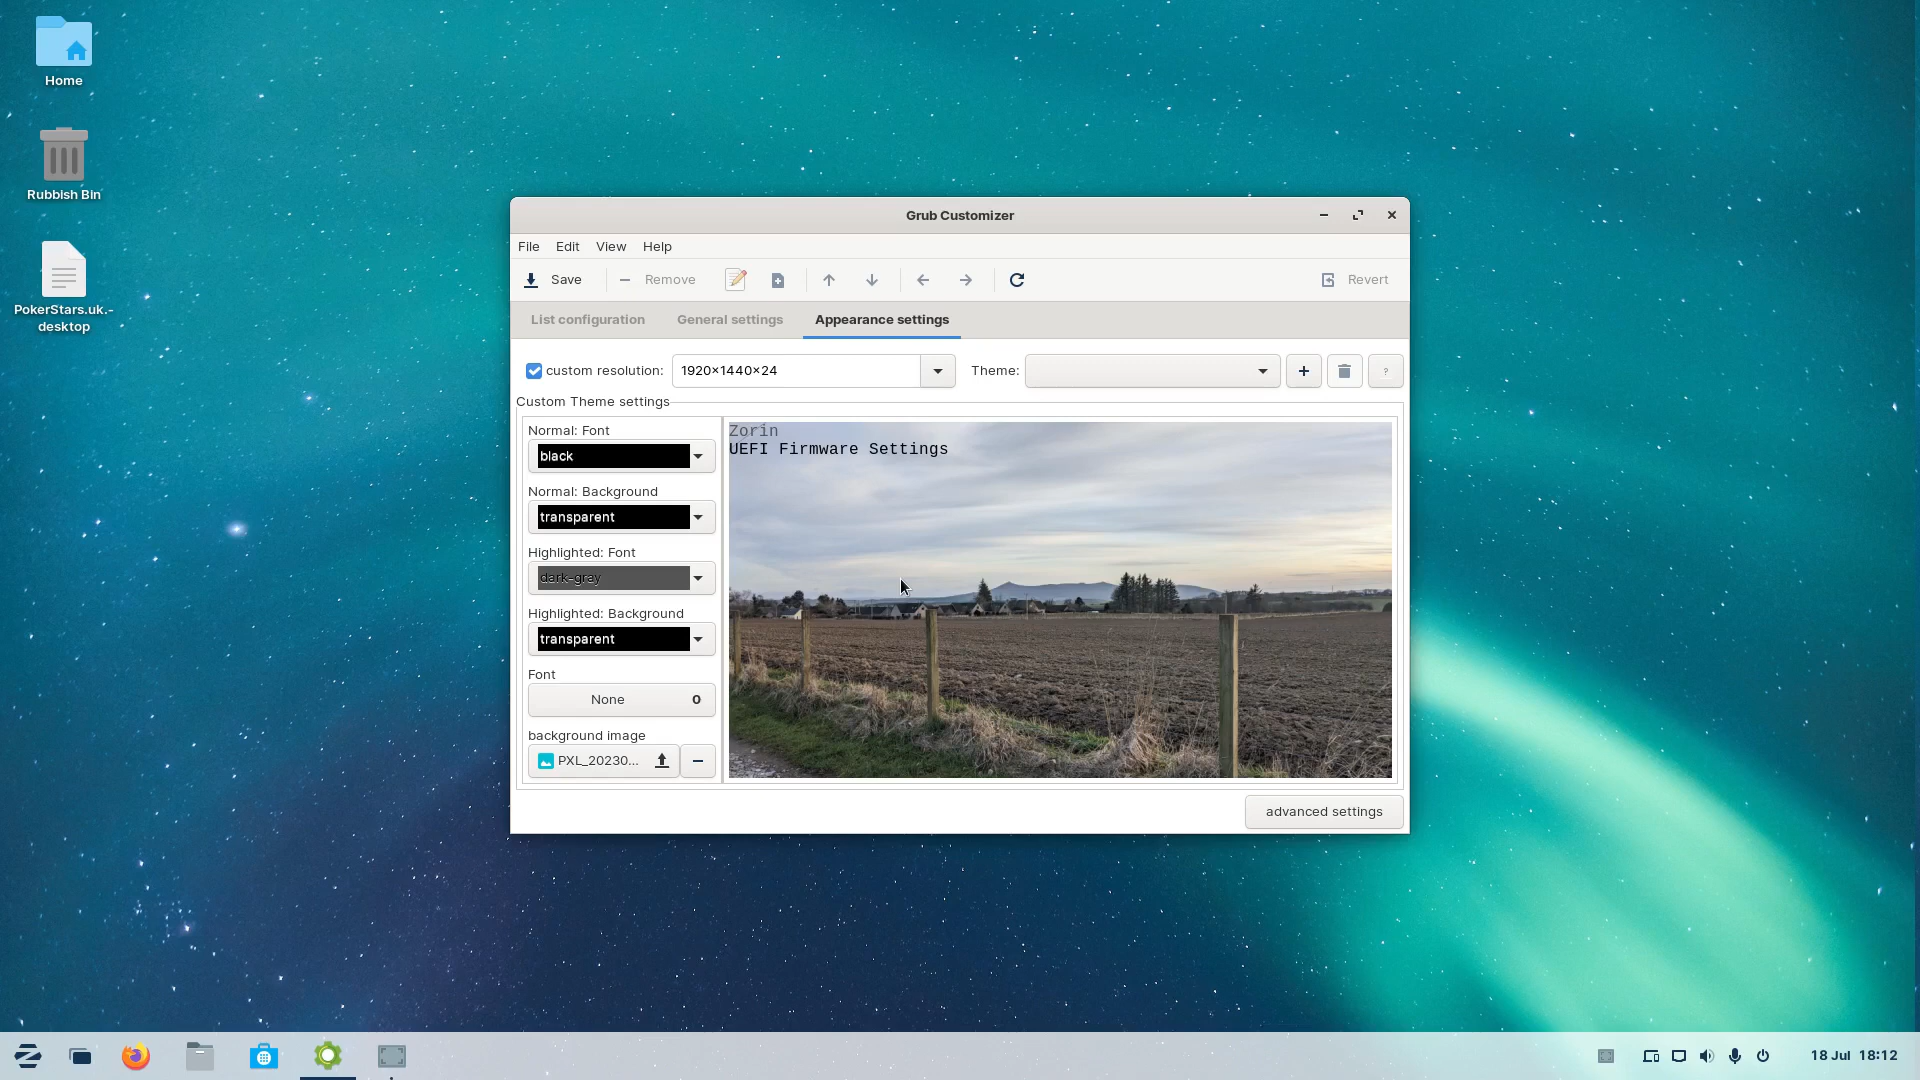 Home
Rubbish Bin
PokerStars.uk.-
desktop
Grub Customizer
File Edit View Help
Save Remove Revert
List configuration General settings Appearance settings
custom resolution: 1920×1440×24 Theme: ?
Custom Theme settings
Normal: Font
black
Normal: Background
transparent
Highlighted: Font
dark-gray
Highlighted: Background
transparent
Font
None 0
background image
PXL_20230...
Zorin
UEFI Firmware Settings
advanced settings
18 Jul 18:12